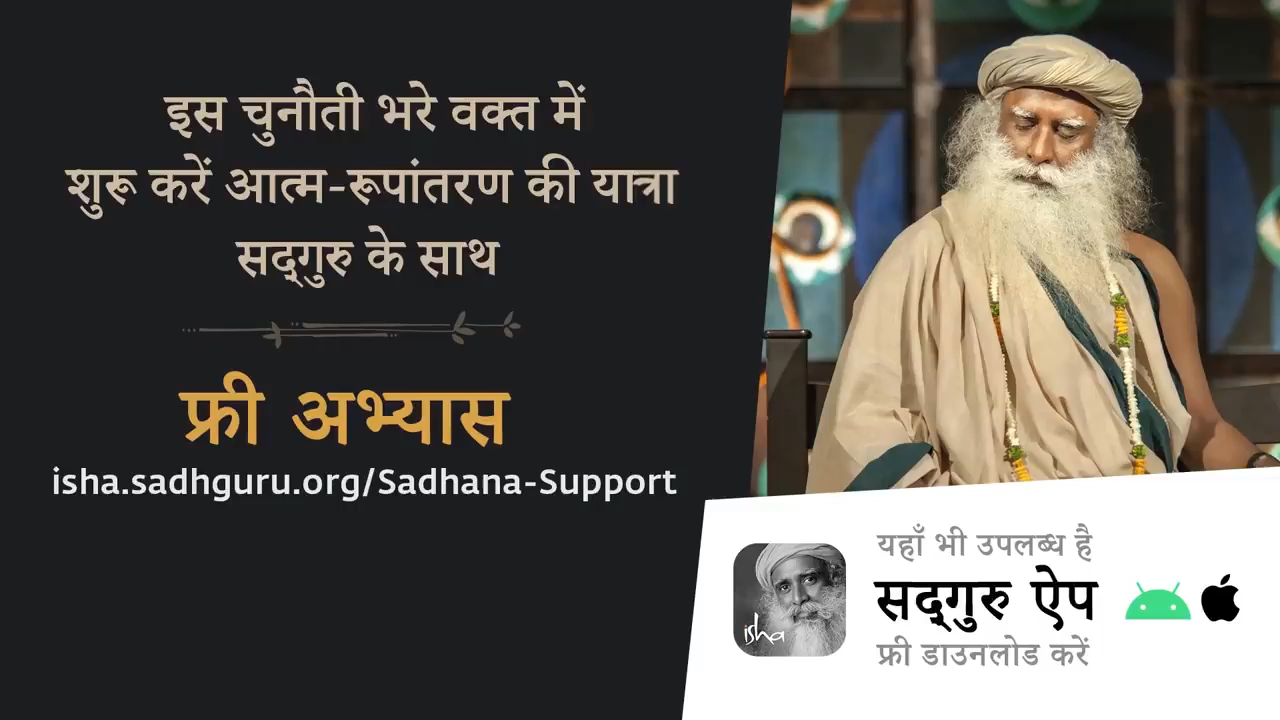 इस चुनौती भरे वक्त में
शुरू करें आत्म-रूपांतरण की यात्रा
सद्गुरु के साथ
फ्री अभ्यास
isha.sadhguru.org/Sadhana-Support
यहाँ भी उपलब्ध है
सद्गुरु ऐप
फ्री डाउनलोड करें
isha